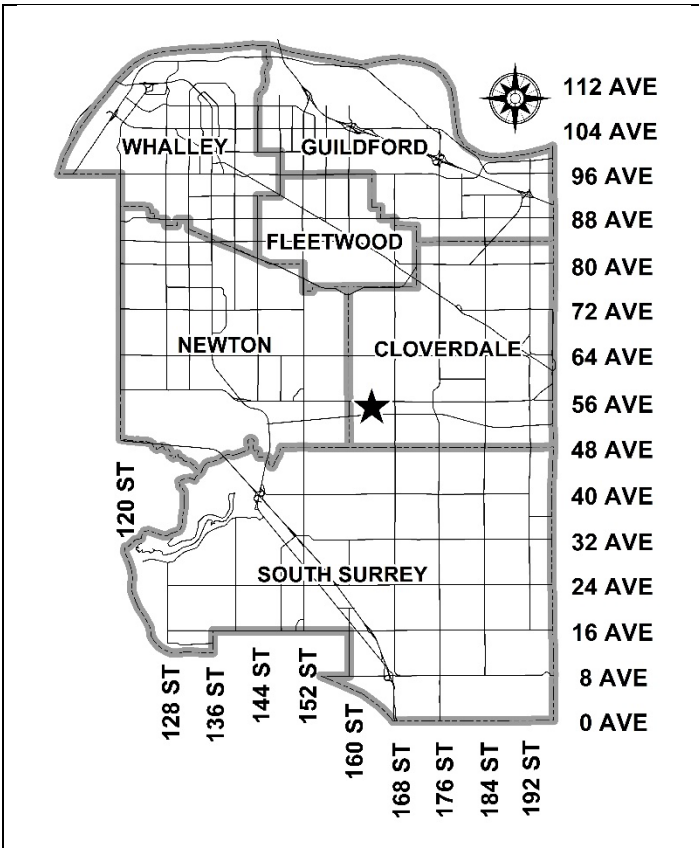 112 AVE
104 AVE
WHALLEY
GUILDFORD
96 AVE
88 AVE
FLEETWOOD
80 AVE
72 AVE
NEWTON
CLOVERDALE
64 AVE
56 AVE
48 AVE
120 ST
40 AVE
32 AVE
SOUTH SURREY
24 AVE
16 AVE
8 AVE
0 AVE
128 ST
136 ST
144 ST
152 ST
160 ST
168 ST
176 ST
184 ST
192 ST